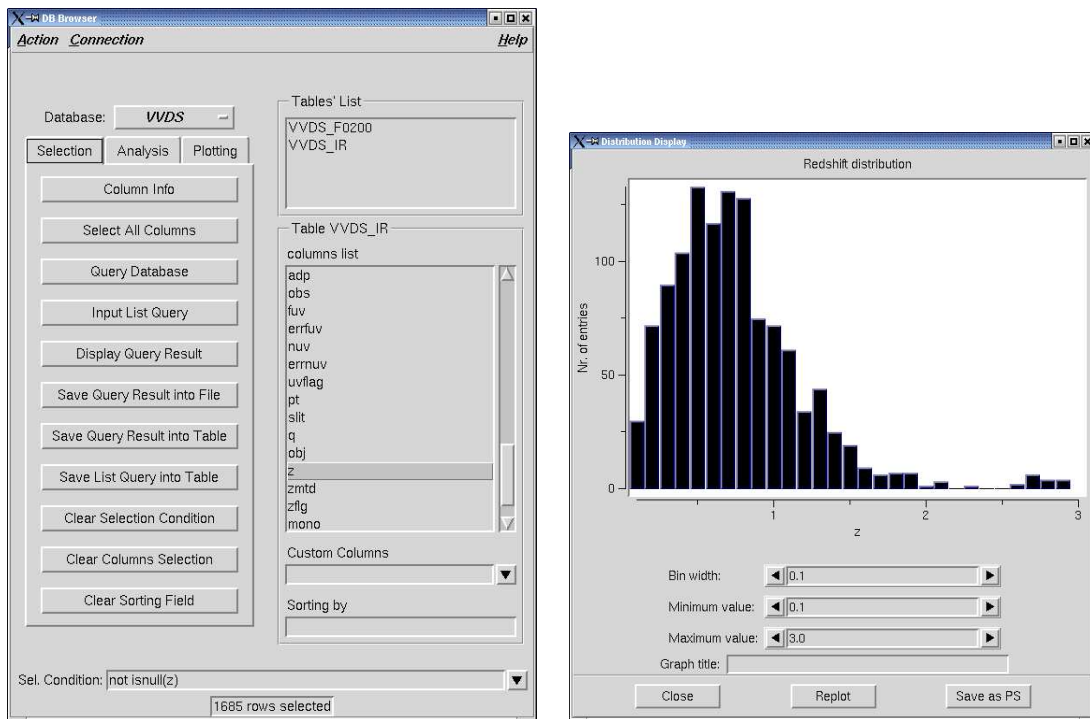 DB Browser
Action Connection Help
Database: VVDS
Selection Analysis Plotting
Column Info
Select All Columns
Query Database
Input List Query
Display Query Result
Save Query Result into File
Save Query Result into Table
Save List Query into Table
Clear Selection Condition
Clear Columns Selection
Clear Sorting Field
Tables' List
VVDS_F0200
VVDS_IR
Table VVDS_IR
columns list
adp
obs
fuv
errfuv
nuv
errnuv
uvflag
pt
slit
q
obj
z
zmtd
zflg
mono
Custom Columns
Sorting by
Sel. Condition: not isnull(z)
1685 rows selected
Distribution Display
Redshift distribution
Nr. of entries
100
50
0
1 2 3
z
Bin width: 0.1
Minimum value: 0.1
Maximum value: 3.0
Graph title:
Close Replot Save as PS